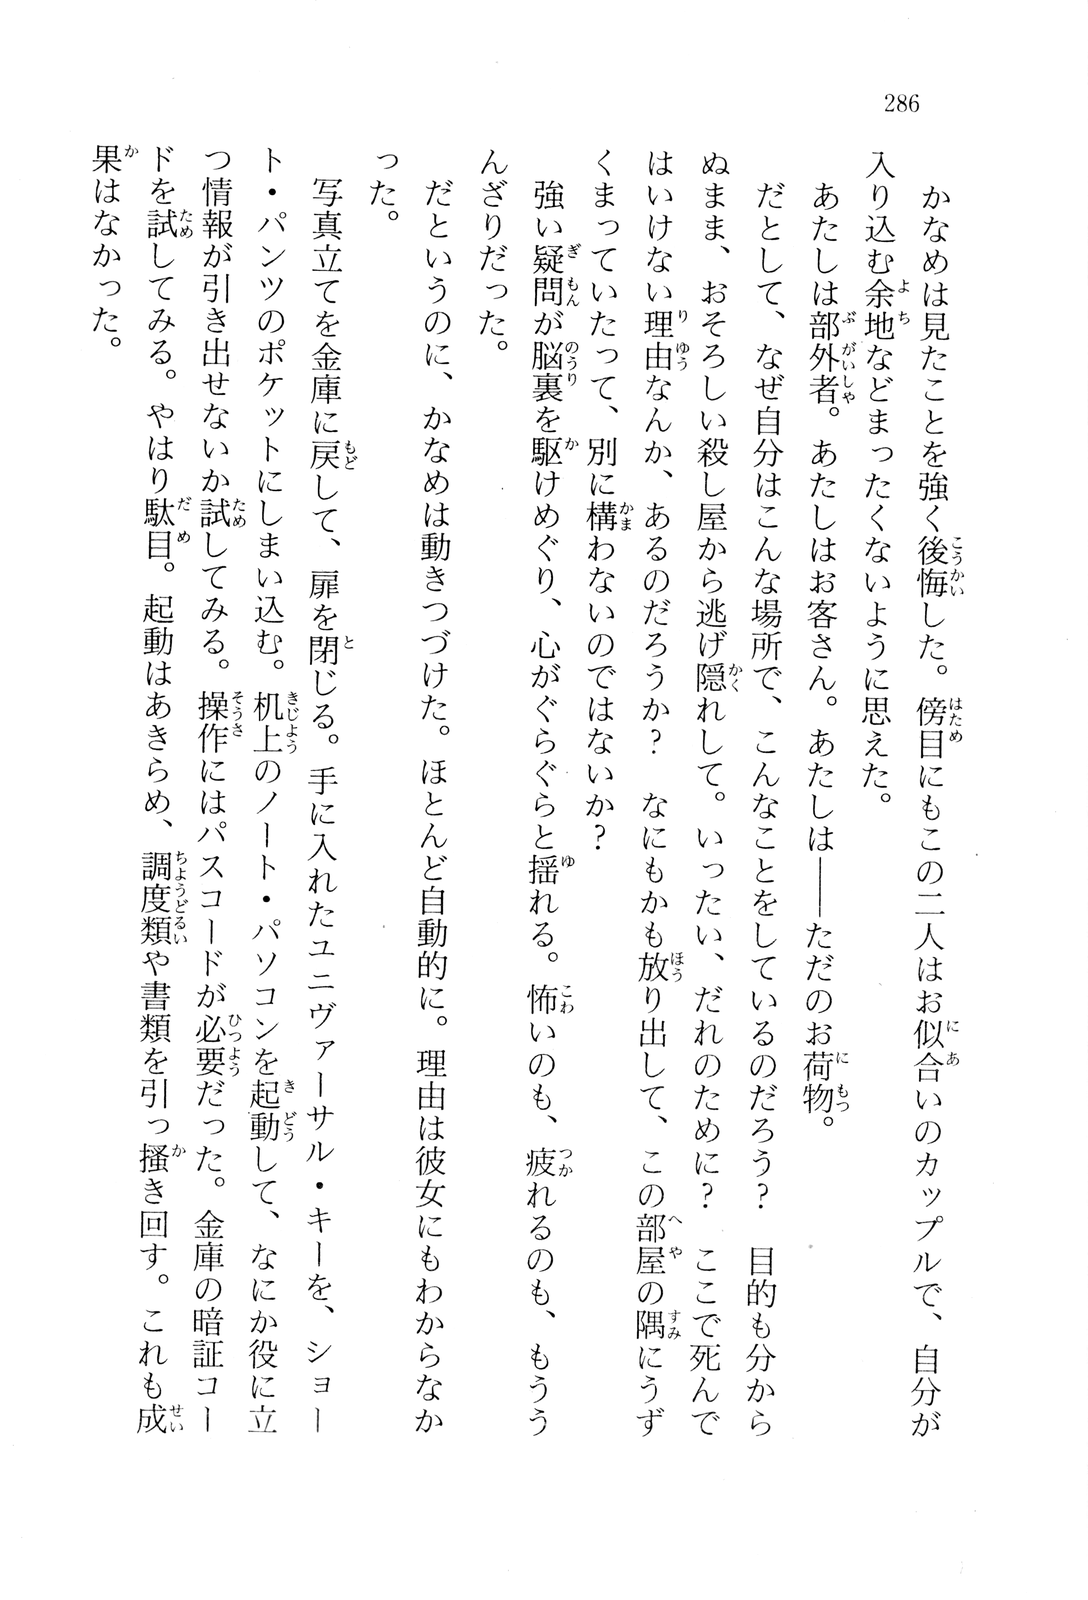 286
かなめは見たことを強く後悔した。傍目にもこの二人はお似合いのカップルで、自分が
入り込む余地などまったくないように思えた。
あたしは部外者。あたしはお客さん。あたしは――ただのお荷物。
だとして、なぜ自分はこんな場所で、こんなことをしているのだろう？　目的も分から
ぬまま、おそろしい殺し屋から逃げ隠れして。いったい、だれのために？　ここで死んで
はいけない理由なんか、あるのだろうか？　なにもかも放り出して、この部屋の隅にうず
くまっていたって、別に構わないのではないか？
強い疑問が脳裏を駆けめぐり、心がぐらぐらと揺れる。怖いのも、疲れるのも、もうう
んざりだった。
だというのに、かなめは動きつづけた。ほとんど自動的に。理由は彼女にもわからなか
った。
写真立てを金庫に戻して、扉を閉じる。手に入れたユニヴァーサル・キーを、ショー
ト・パンツのポケットにしまい込む。机上のノート・パソコンを起動して、なにか役に立
つ情報が引き出せないか試してみる。操作にはパスコードが必要だった。金庫の暗証コー
ドを試してみる。やはり駄目。起動はあきらめ、調度類や書類を引っ掻き回す。これも成
果はなかった。